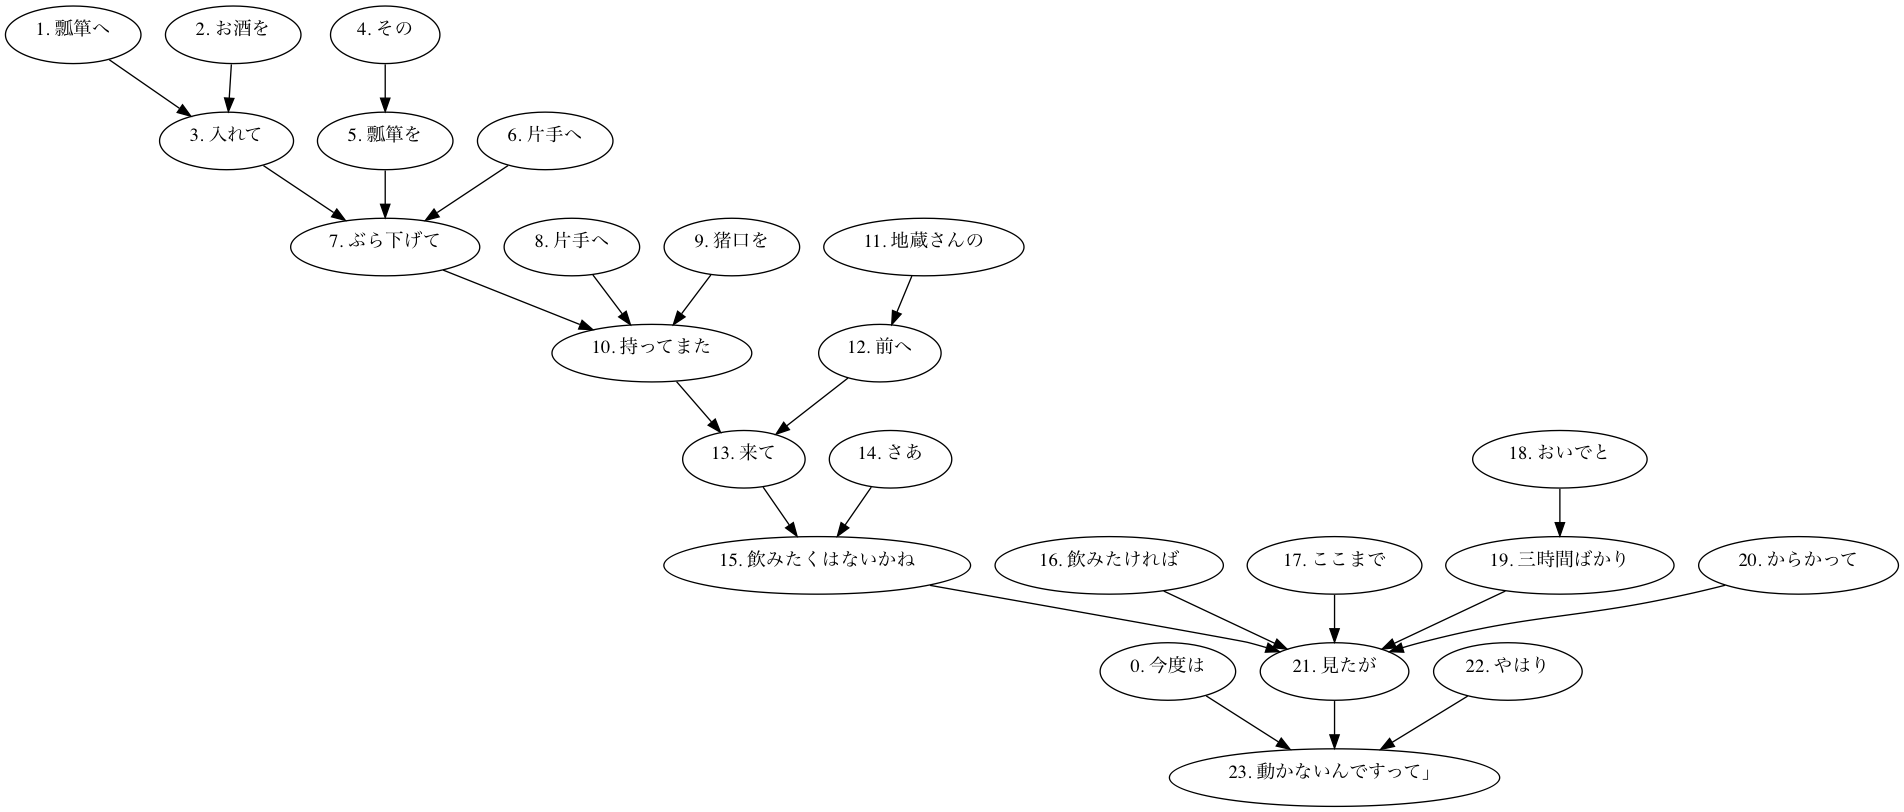 1. 瓢箪へ
2. お酒を
4. その
3. 入れて
5. 瓢箪を
6. 片手へ
7. ぶら下げて
8. 片手へ
9. 猪口を
11. 地蔵さんの
10. 持ってまた
12. 前へ
13. 来て
14. さあ
18. おいでと
15. 飲みたくはないかね
16. 飲みたければ
17. ここまで
19. 三時間ばかり
20. からかって
0. 今度は
21. 見たが
22. やはり
23. 動かないんですって」